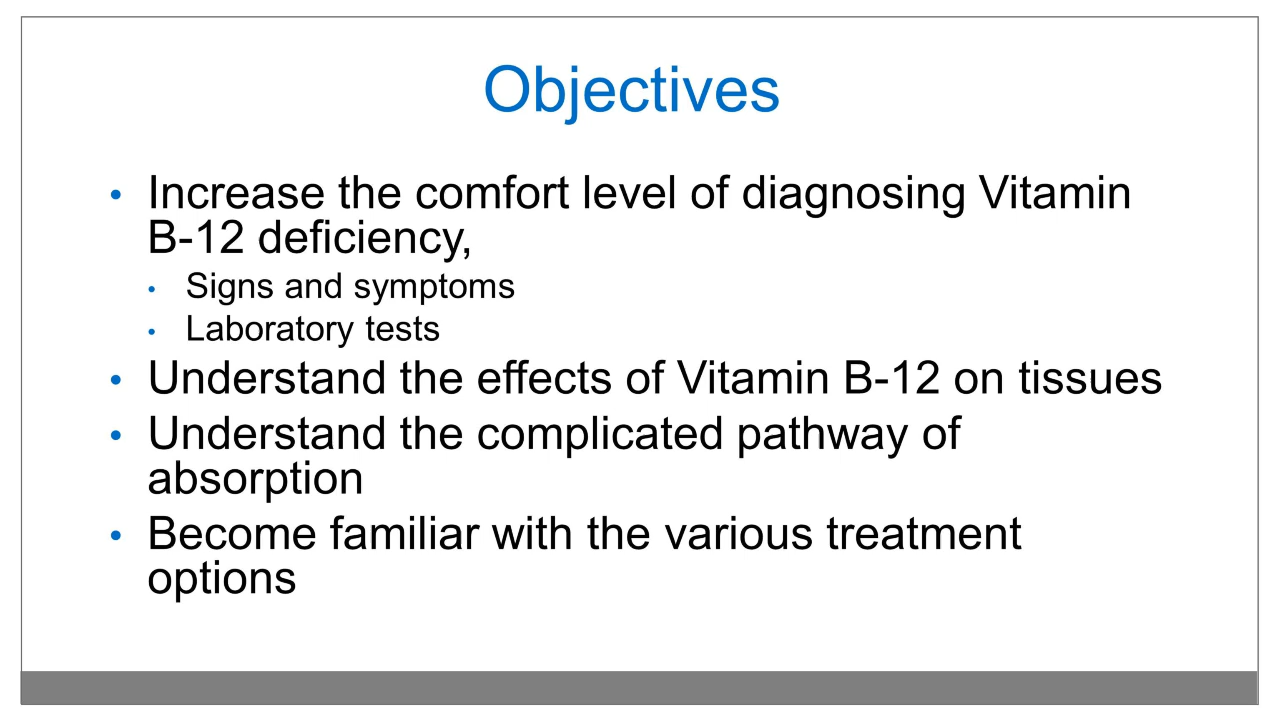 Objectives
• Increase the comfort level of diagnosing Vitamin
B-12 deficiency,
• Signs and symptoms
• Laboratory tests
• Understand the effects of Vitamin B-12 on tissues
• Understand the complicated pathway of
absorption
• Become familiar with the various treatment
options